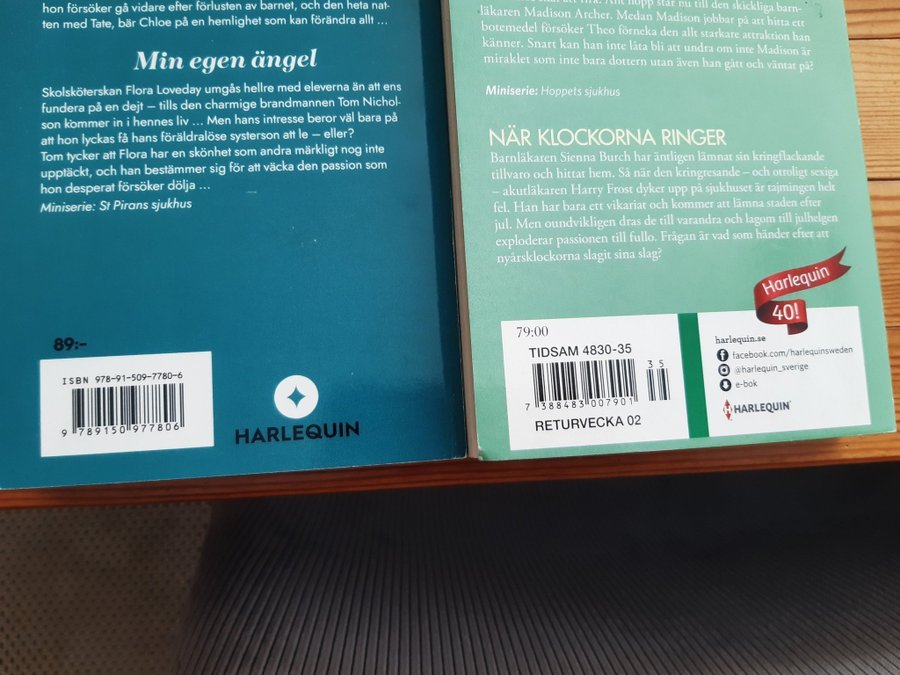 hon försöker gå vidare efter förlusten av barnet, och den heta nat-
ten med Tate, bär Chloe på en hemlighet som kan förändra allt ...
Min egen ängel
Skolsköterskan Flora Loveday umgås hellre med eleverna än att ens
fundera på en dejt – tills den charmige brandmannen Tom Nichol-
son kommer in i hennes liv ... Men hans intresse beror väl bara på
att hon lyckas få hans föräldralöse systerson att le – eller?
Tom tycker att Flora har en skönhet som andra märkligt nog inte
upptäckt, och han bestämmer sig för att väcka den passion som
hon desperat försöker dölja ...
Miniserie: St Pirans sjukhus
89:-
ISBN 978-91-509-7780-6
9 789150 977806
HARLEQUIN
hopp står nu till den skickliga barn-
läkaren Madison Archer. Medan Madison jobbar på att hitta ett
botemedel försöker Theo förneka den allt starkare attraktion han
känner. Snart kan han inte låta bli att undra om inte Madison är
miraklet som inte bara dottern utan även han gått och väntat på?
Miniserie: Hoppets sjukhus
NÄR KLOCKORNA RINGER
Barnläkaren Sienna Burch har äntligen lämnat sin kringflackande
tillvaro och hittat hem. Så när den kringresande – och otroligt sexiga
– akutläkaren Harry Frost dyker upp på sjukhuset är tajmingen helt
fel. Han har bara ett vikariat och kommer att lämna staden efter
jul. Men oundvikligen dras de till varandra och lagom till julhelgen
exploderar passionen till fullo. Frågan är vad som händer efter att
nyårsklockorna slagit sina slag?
Harlequin
40!
79:00
TIDSAM 4830-35
35
7 388483 007901
RETURVECKA 02
harlequin.se
facebook.com/harlequinsweden
@harlequin_sverige
e-bok
HARLEQUIN